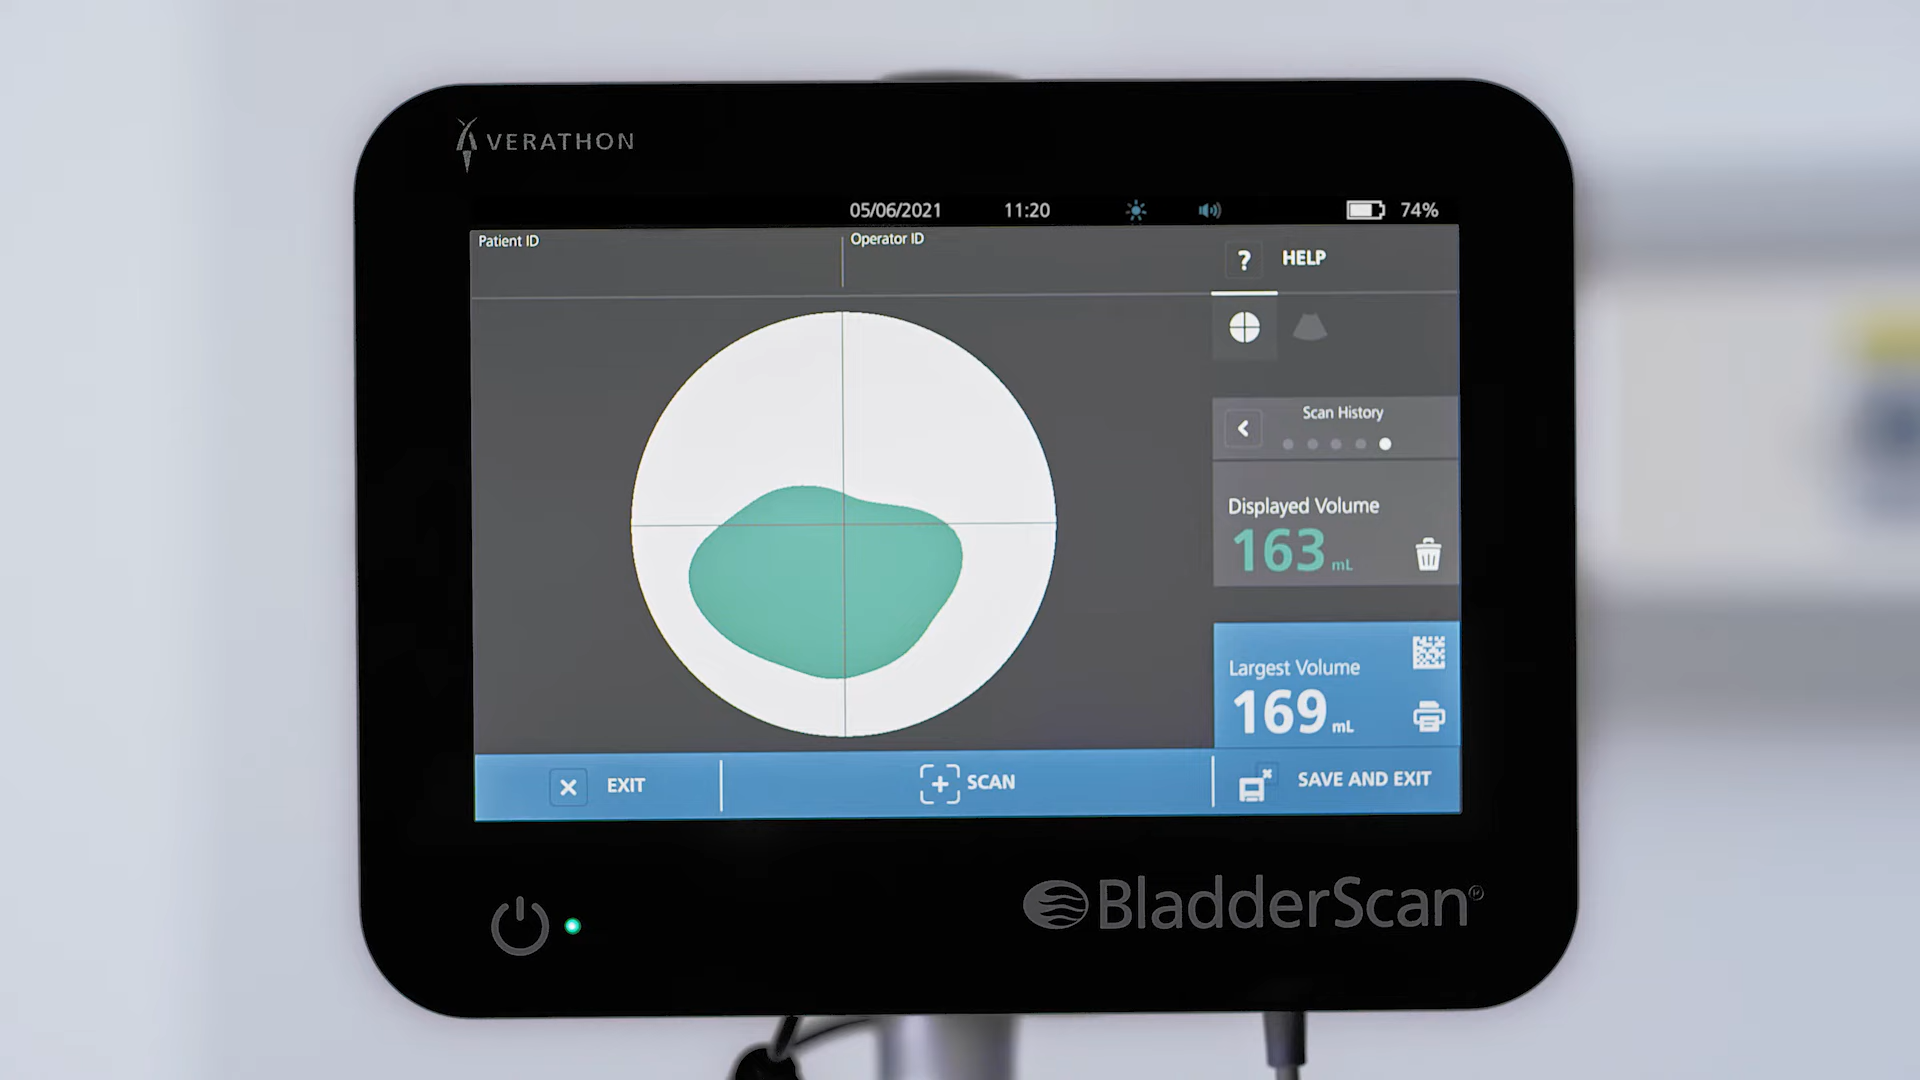 VERATHON
05/06/2021 11:20 74%
Patient ID
Operator ID
? HELP
Scan History
Displayed Volume
163 mL
Largest Volume
169 mL
EXIT
SCAN
SAVE AND EXIT
BladderScan®